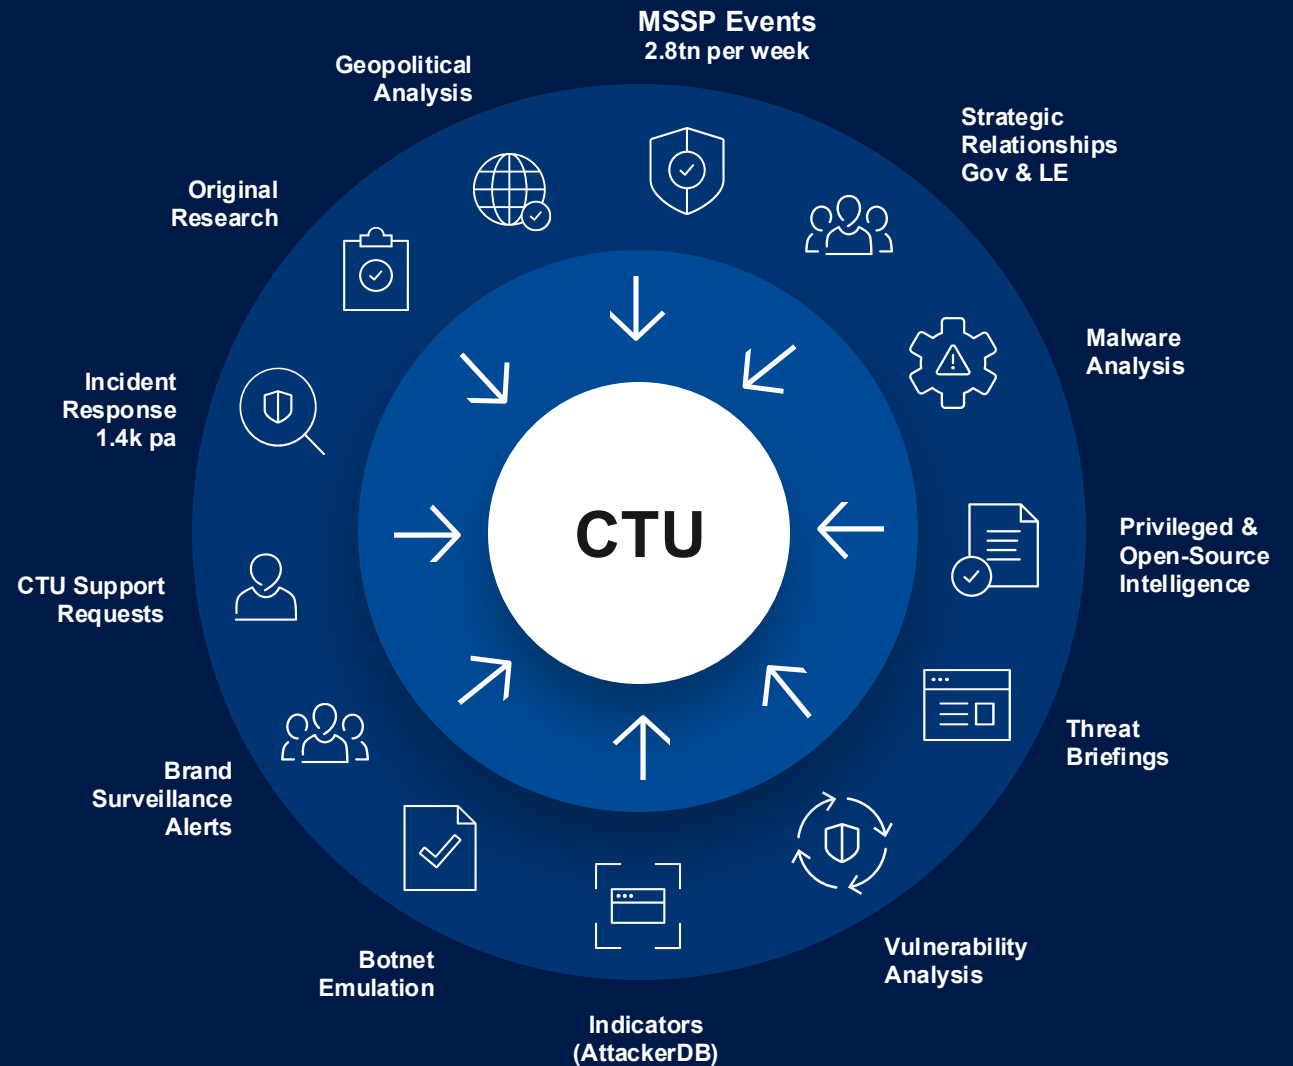 MSSP Events
2.8tn per week
Strategic
Relationships
Gov & LE
Malware
Analysis
Privileged &
Open-Source
Intelligence
Threat
Briefings
Vulnerability
Analysis
Indicators
(AttackerDB)
Botnet
Emulation
Brand
Surveillance
Alerts
CTU Support
Requests
Incident
Response
1.4k pa
Original
Research
Geopolitical
Analysis
CTU